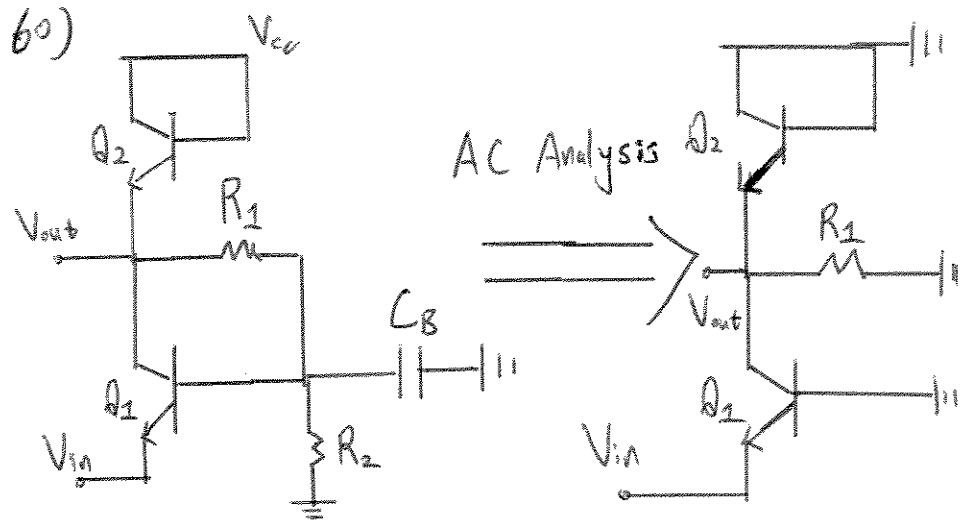 60)
Vcc
Q2
Vout
R1
CB
Q1
Vin
R2
AC Analysis
Q2
R1
Vout
Q1
Vin